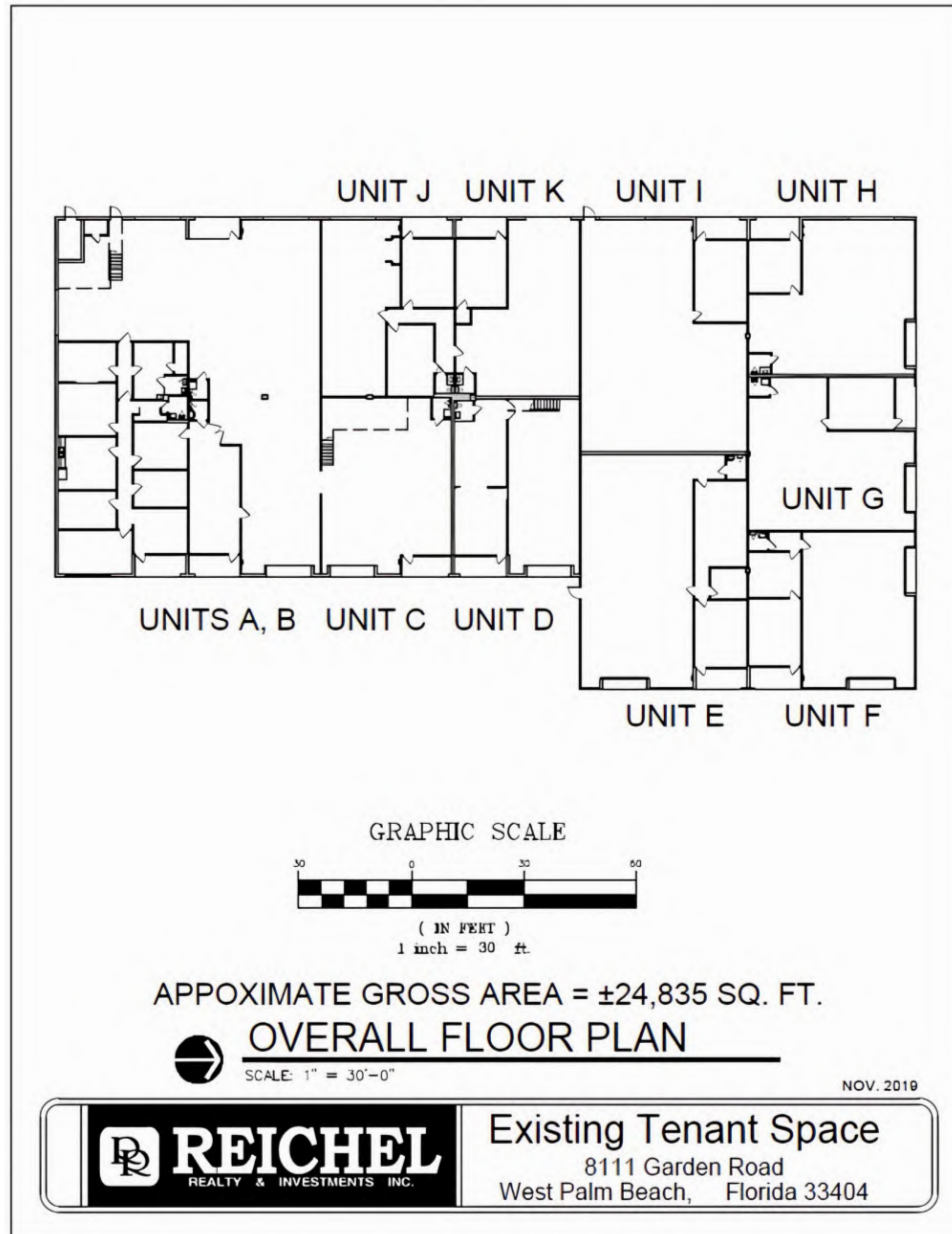 UNIT J UNIT K UNIT I UNIT H
UNIT G
UNITS A, B UNIT C UNIT D
UNIT E UNIT F
GRAPHIC SCALE
30 0 30 60
( IN FEET )
1 inch = 30 ft.
APPOXIMATE GROSS AREA = ±24,835 SQ. FT.
OVERALL FLOOR PLAN
SCALE: 1" = 30'-0"
NOV. 2019
DRQ REICHEL
REALTY & INVESTMENTS INC.
Existing Tenant Space
8111 Garden Road
West Palm Beach, Florida 33404